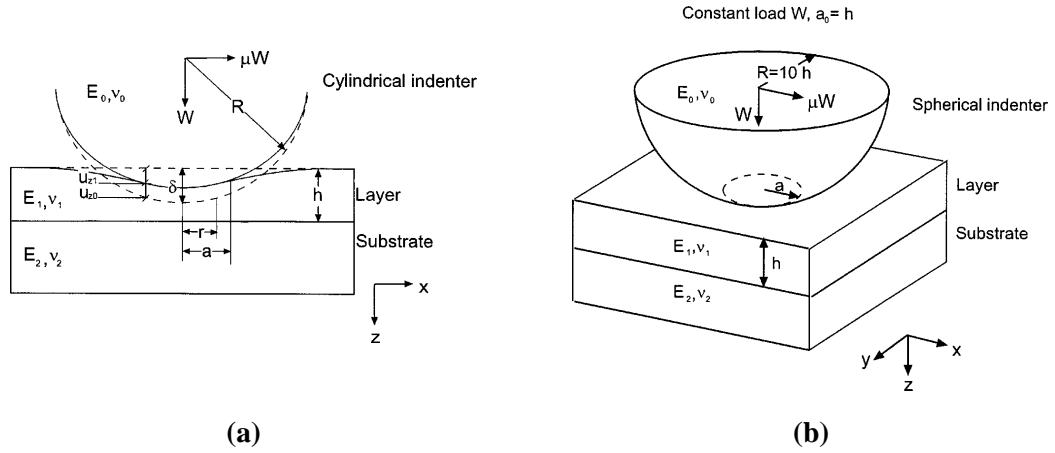 μW
Cylindrical indenter
E₀,ν₀
R
W
u_z1
u_z0
δ
h
E₁,ν₁
Layer
r
a
Substrate
E₂,ν₂
x
z
(a)
Constant load W, a₀= h
R=10 h
E₀,ν₀
μW
W
Spherical indenter
a
Layer
Substrate
E₁,ν₁
h
E₂,ν₂
y
x
z
(b)